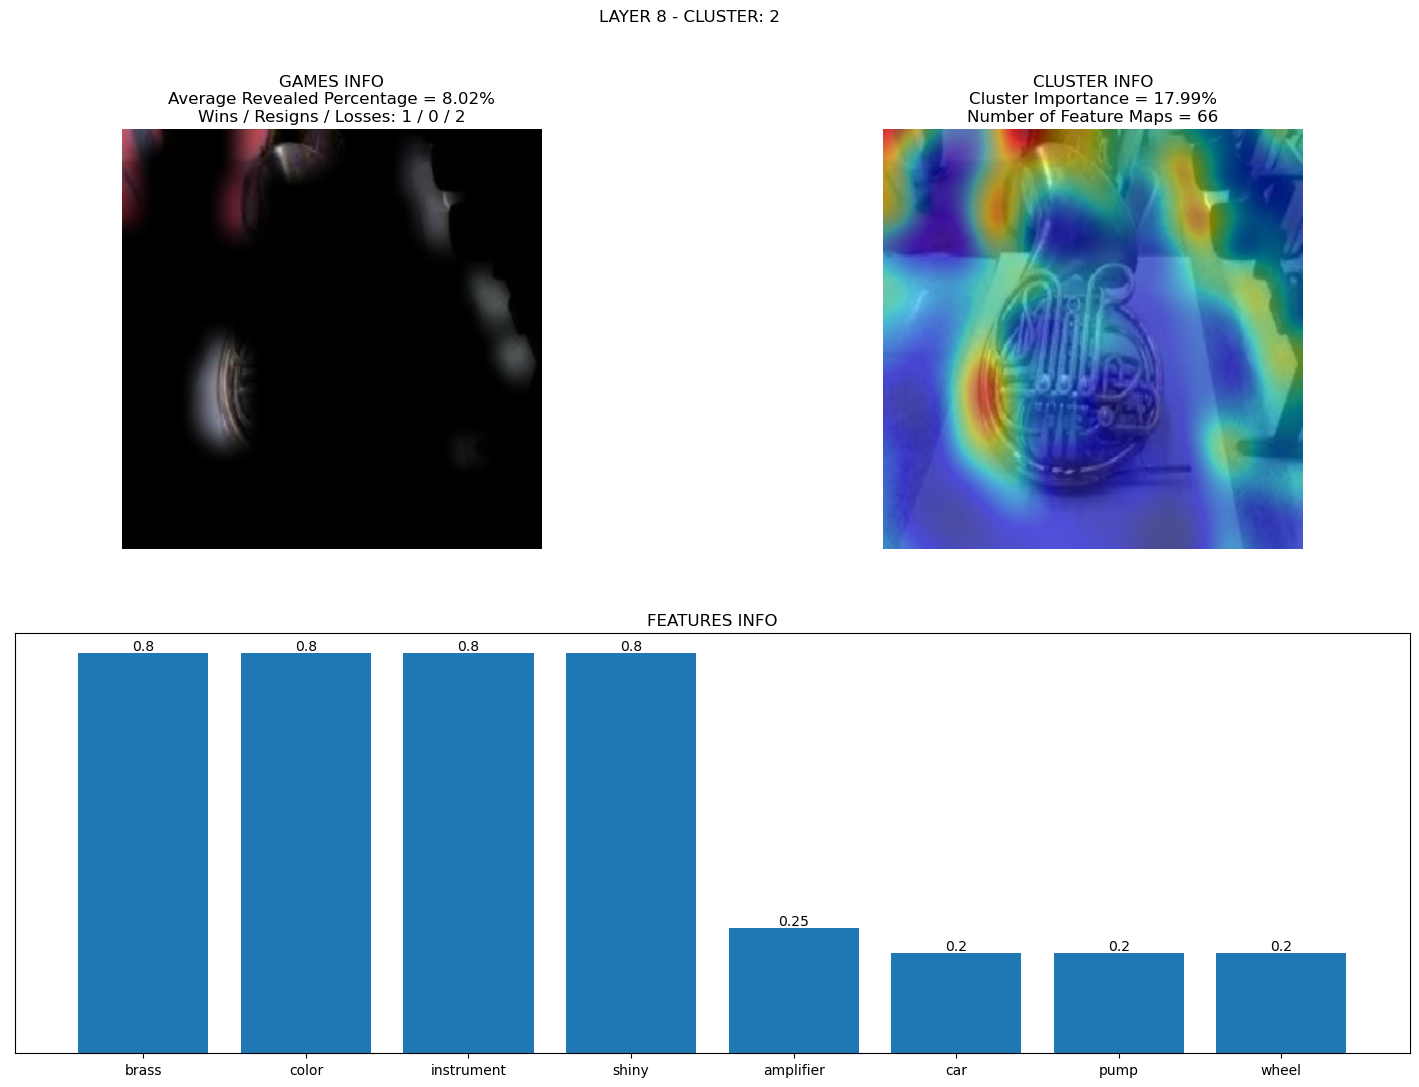 LAYER 8 - CLUSTER: 2
GAMES INFO
Average Revealed Percentage = 8.02%
Wins / Resigns / Losses: 1 / 0 / 2
CLUSTER INFO
Cluster Importance = 17.99%
Number of Feature Maps = 66
FEATURES INFO
0.8 0.8 0.8 0.8 0.25 0.2 0.2 0.2
brass color instrument shiny amplifier car pump wheel